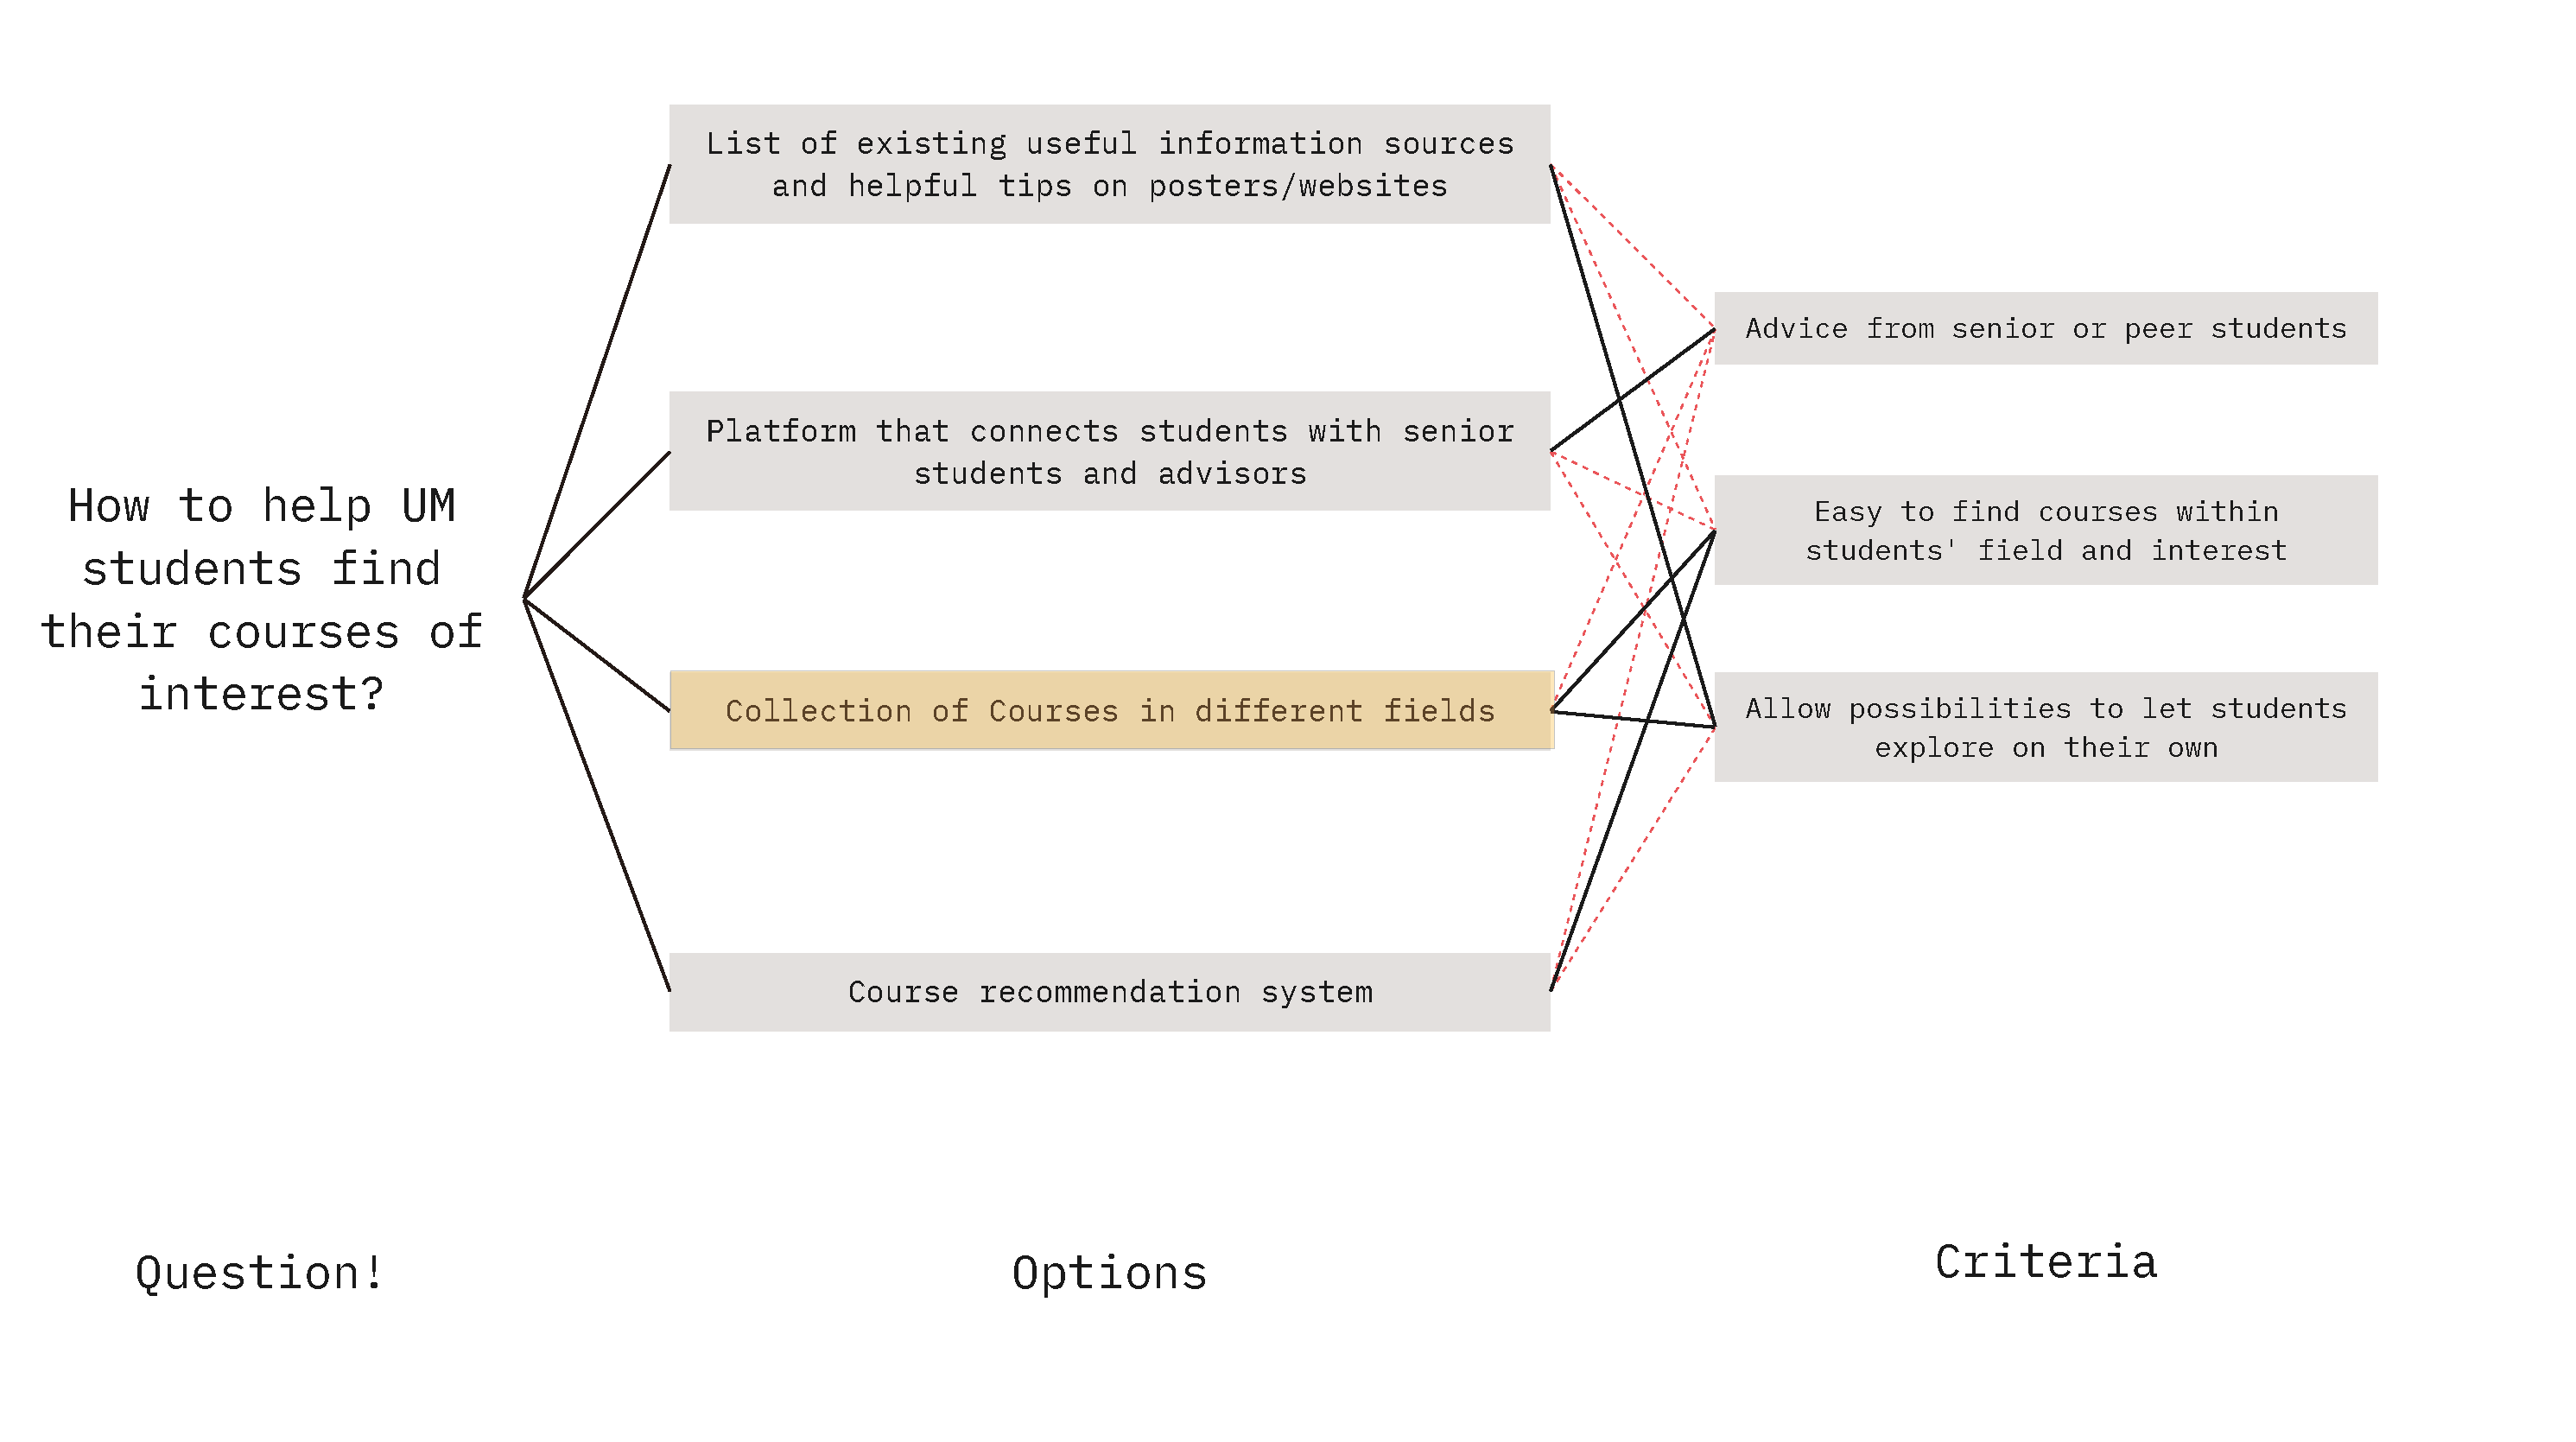 How to help UM
students find
their courses of
interest?
List of existing useful information sources
and helpful tips on posters/websites
Platform that connects students with senior
students and advisors
Collection of Courses in different fields
Course recommendation system
Advice from senior or peer students
Easy to find courses within
students' field and interest
Allow possibilities to let students
explore on their own
Question!
Options
Criteria